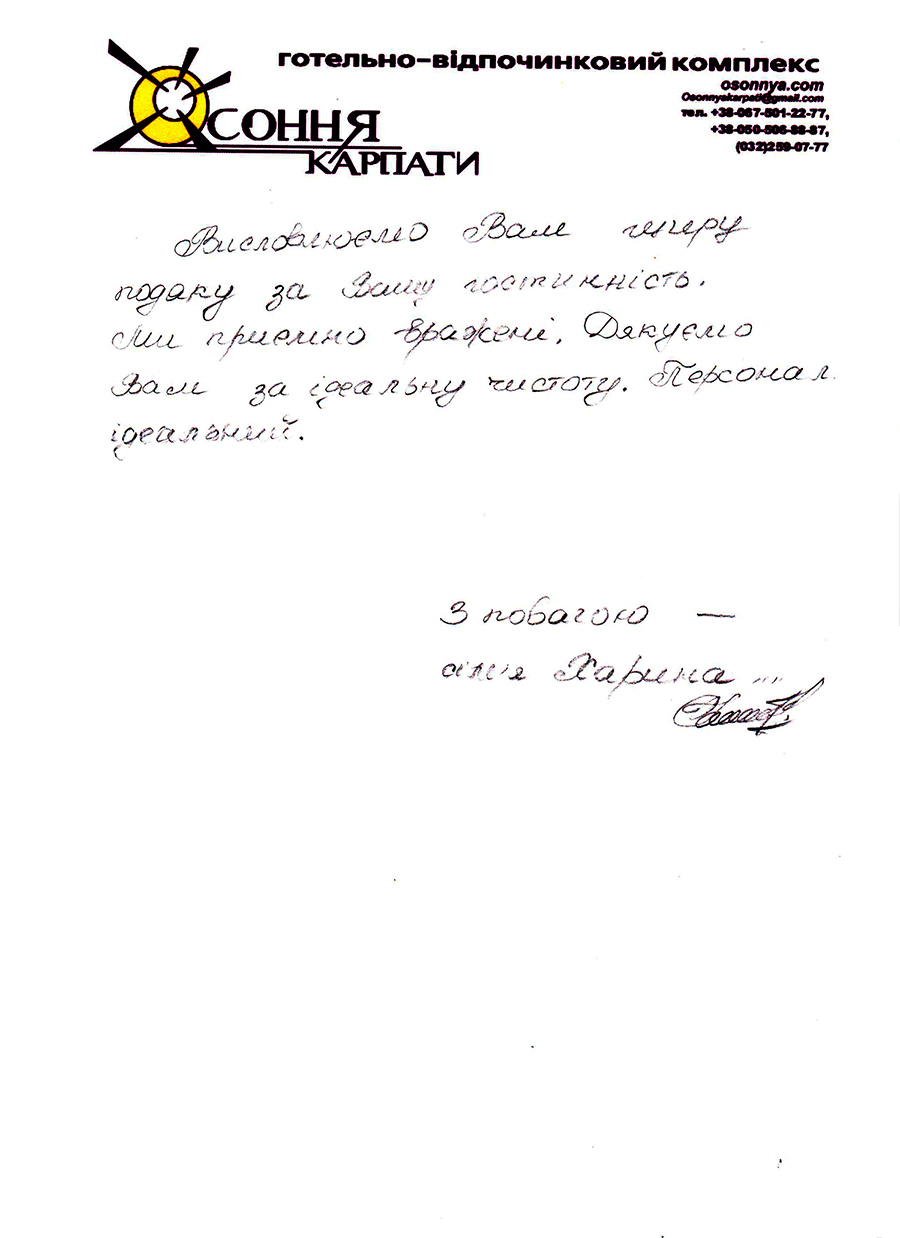 готельно-відпочинковий комплекс
osonnya.com
Osonnyakarpati@gmail.com
тел. +38-067-501-22-77,
+38-050-506-88-87,
(032)259-07-77
ОСОННЯ
КАРПАТИ
Висловлюємо Вам щиру
подяку за Вашу гостинність.
Ми приємно вражені. Дякуємо
Вам за ідеальну чистоту. Персонал
ідеальний.
З повагою —
сім'я Харина ...